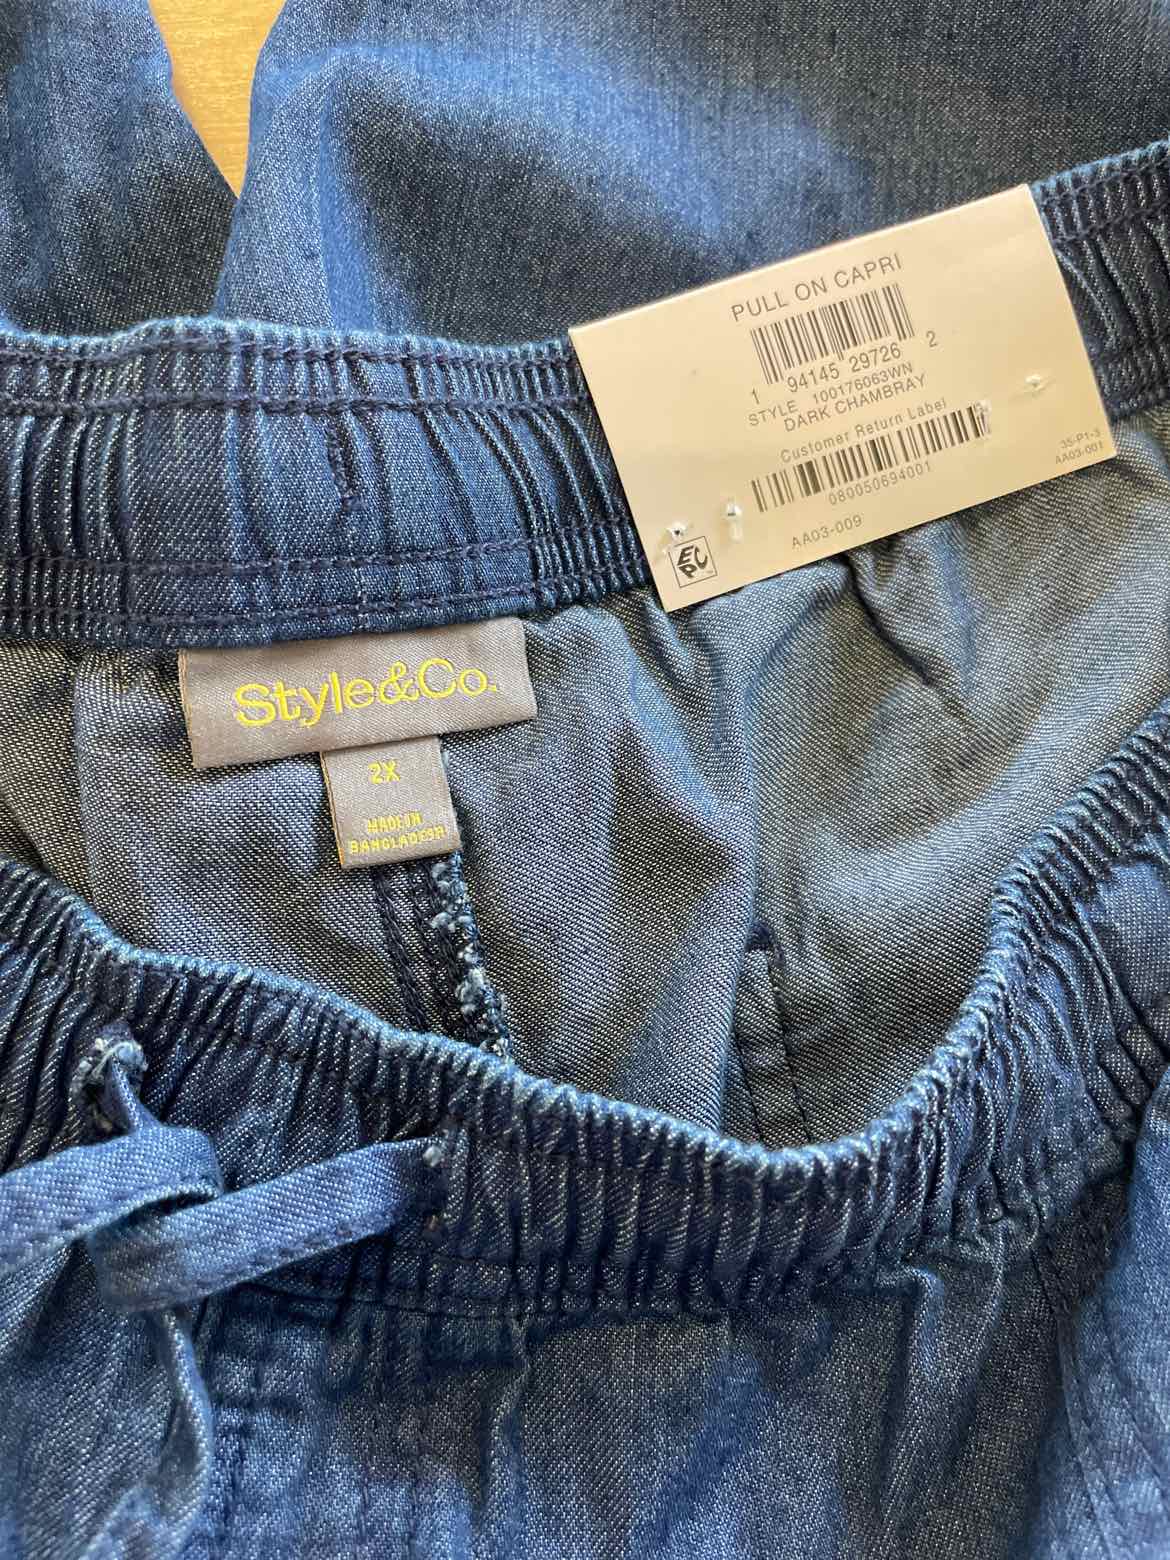 PULL ON CAPRI
1 94145 29726 2
STYLE 100176063WN
DARK CHAMBRAY
Customer Return Label
080050694001
35-P1-3
AA03-001
AA03-009
EPC
Style&Co.
2X
MADE IN
BANGLADESH